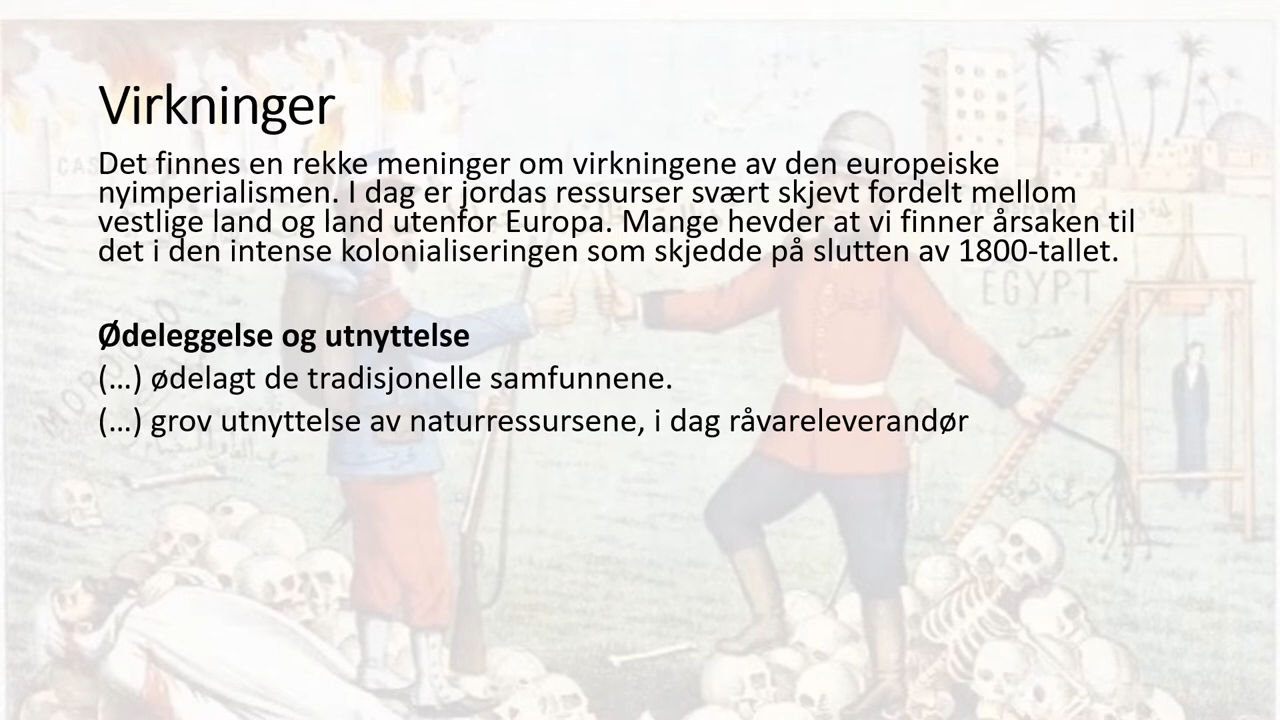 Virkninger
Det finnes en rekke meninger om virkningene av den europeiske
nyimperialismen. I dag er jordas ressurser svært skjevt fordelt mellom
vestlige land og land utenfor Europa. Mange hevder at vi finner årsaken til
det i den intense kolonialiseringen som skjedde på slutten av 1800-tallet.
EGYPT
Ødeleggelse og utnyttelse
(…) ødelagt de tradisjonelle samfunnene.
(…) grov utnyttelse av naturressursene, i dag råvareleverandør